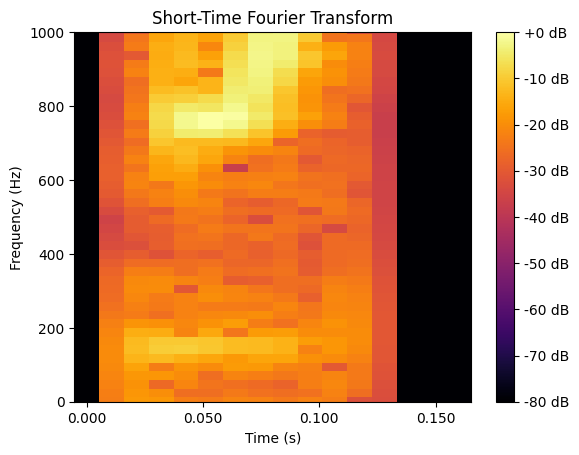 Short-Time Fourier Transform
Frequency (Hz)
1000
800
600
400
200
0
0.000
0.050
0.100
0.150
Time (s)
+0 dB
-10 dB
-20 dB
-30 dB
-40 dB
-50 dB
-60 dB
-70 dB
-80 dB